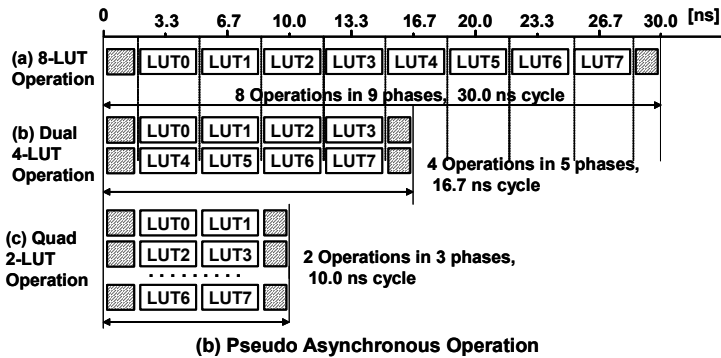 0 3.3 6.7 10.0 13.3 16.7 20.0 23.3 26.7 30.0 [ns]
(a) 8-LUT
Operation
LUT0 LUT1 LUT2 LUT3 LUT4 LUT5 LUT6 LUT7
8 Operations in 9 phases, 30.0 ns cycle
(b) Dual
4-LUT
Operation
LUT0 LUT1 LUT2 LUT3
LUT4 LUT5 LUT6 LUT7
4 Operations in 5 phases,
16.7 ns cycle
(c) Quad
2-LUT
Operation
LUT0 LUT1
LUT2 LUT3
. . . . . . . .
LUT6 LUT7
2 Operations in 3 phases,
10.0 ns cycle
(b) Pseudo Asynchronous Operation